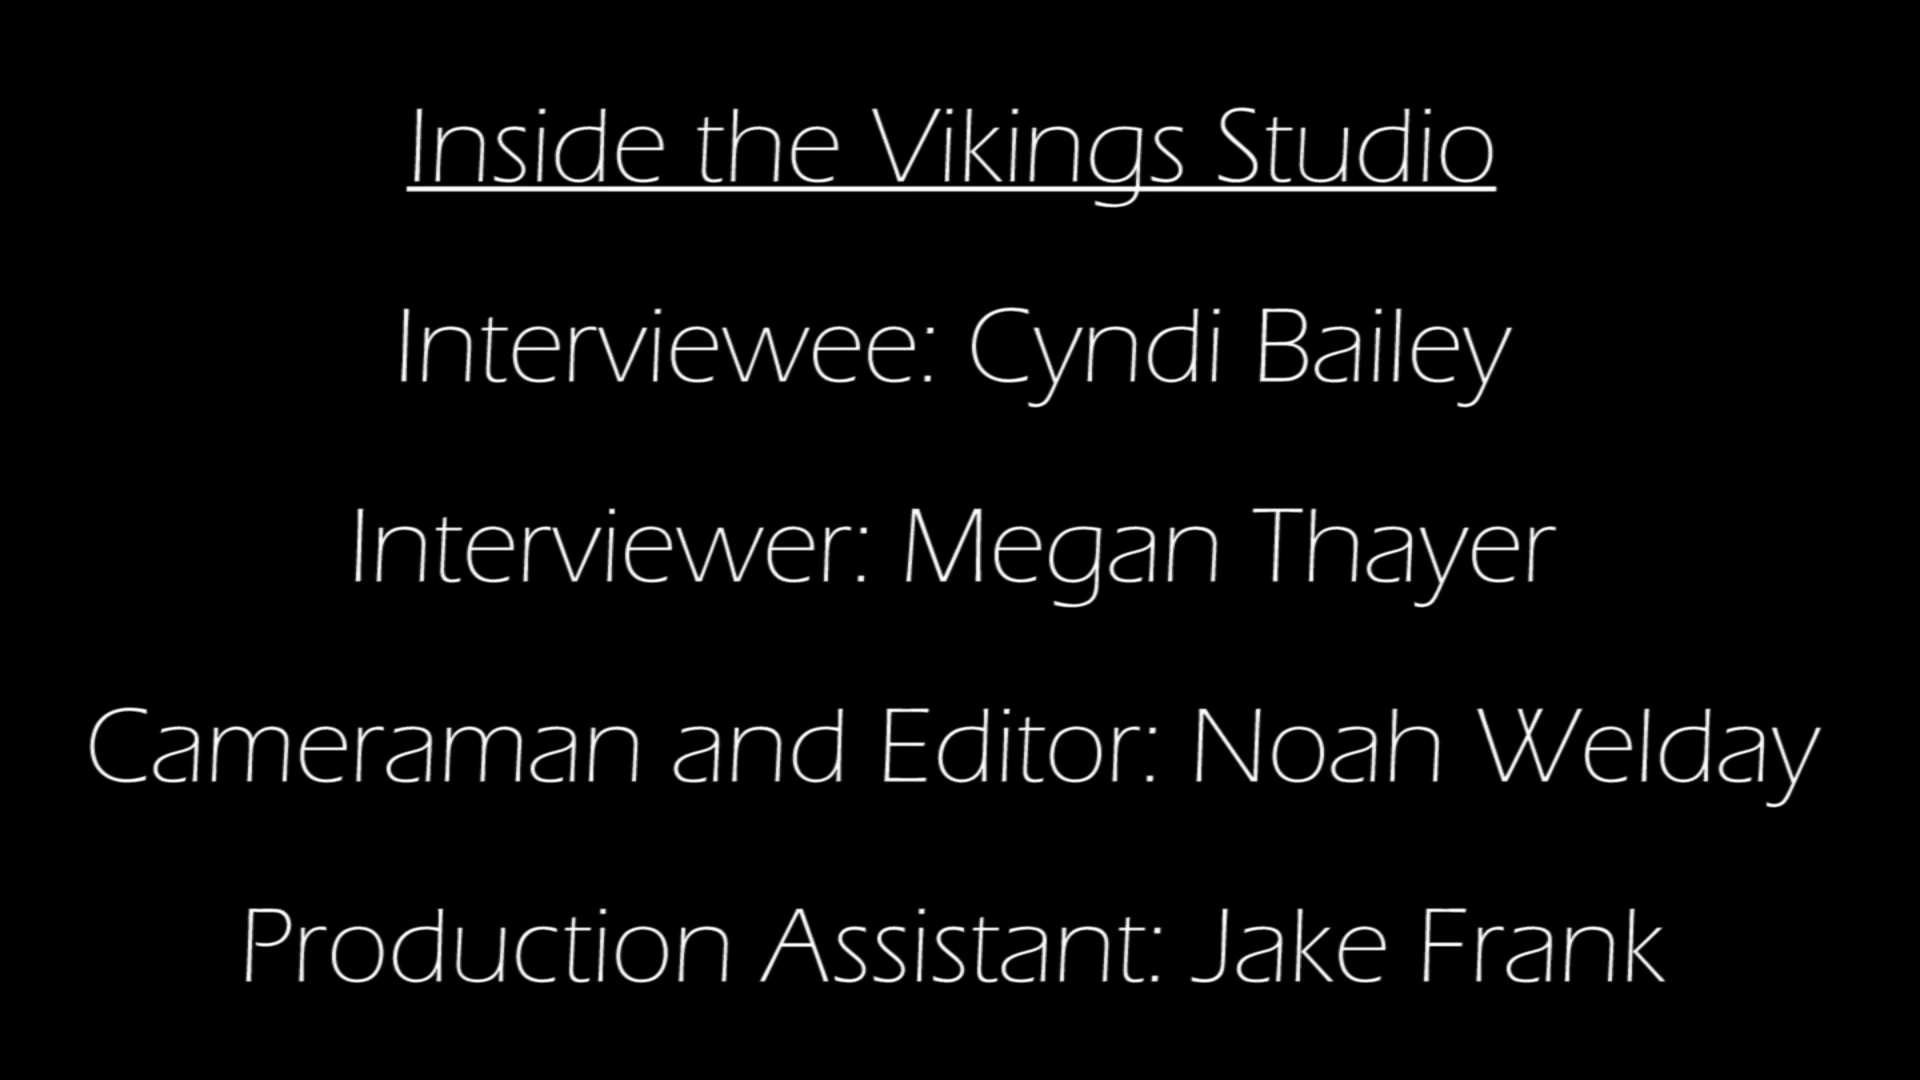 Inside the Vikings Studio
Interviewee: Cyndi Bailey
Interviewer: Megan Thayer
Cameraman and Editor: Noah Welday
Production Assistant: Jake Frank